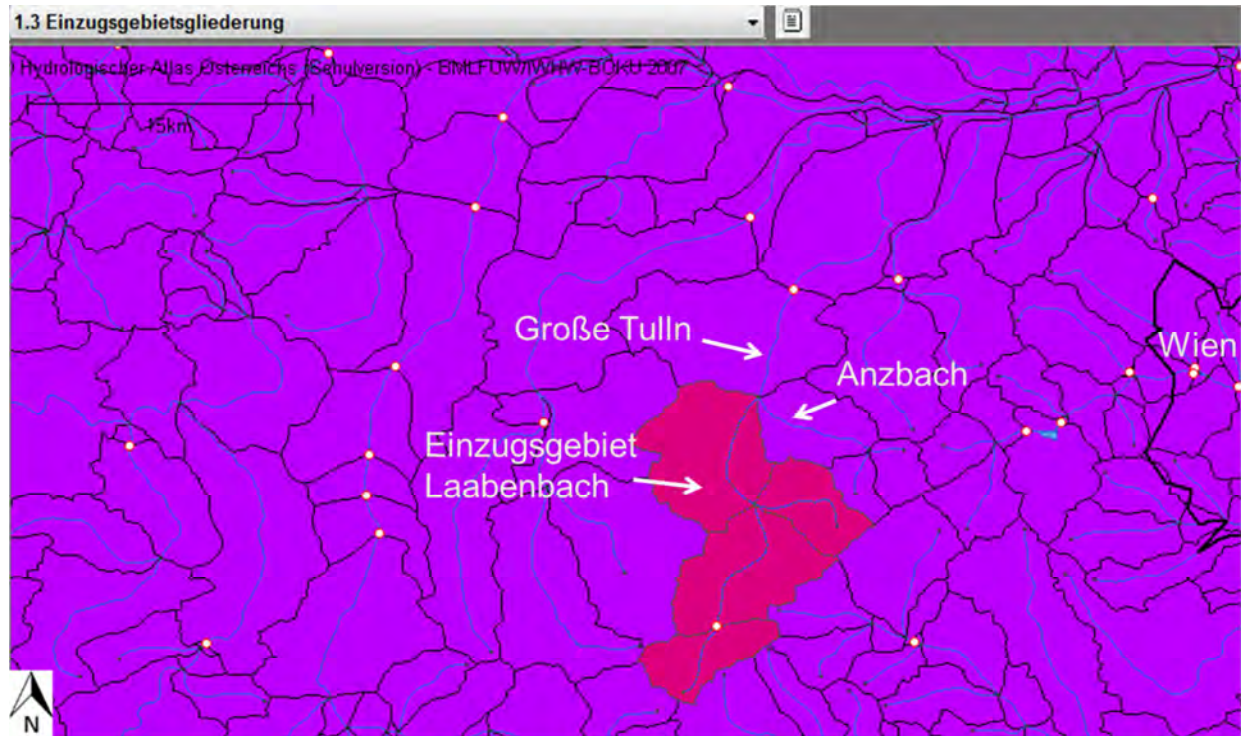 1.3 Einzugsgebietsgliederung
) Hydrologischer Atlas Österreichs (Schulversion) - BMLFUW/IWHW-BOKU 2007
15km
Große Tulln
Wien
Anzbach
Einzugsgebiet
Laabenbach
N